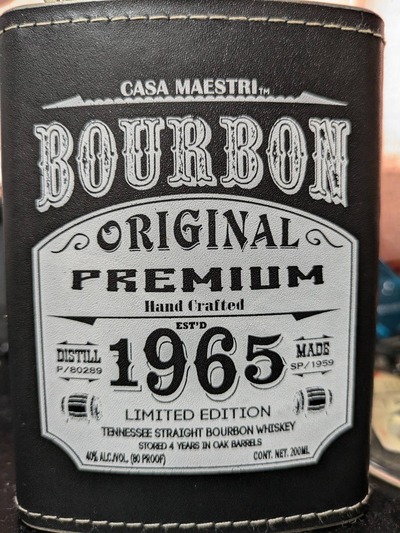 CASA MAESTRI™
BOURBON
ORIGINAL
PREMIUM
Hand Crafted
EST'D
DISTILL 1965 MADE
P/80289 SP/1959
LIMITED EDITION
TENNESSEE STRAIGHT BOURBON WHISKEY
STORED 4 YEARS IN OAK BARRELS
40% ALC./VOL. (80 PROOF) CONT. NET. 200ML